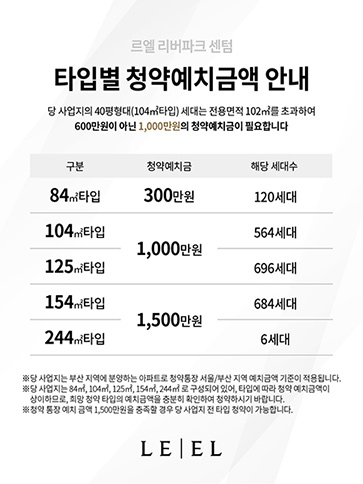 르엘 리버파크 센텀
타입별 청약예치금액 안내
당 사업지의 40평형대(104㎡타입) 세대는 전용면적 102㎡를 초과하여
600만원이 아닌 1,000만원의 청약예치금이 필요합니다
구분 청약예치금 해당 세대수
84㎡타입 300만원 120세대
104㎡타입 564세대
1,000만원
125㎡타입 696세대
154㎡타입 684세대
1,500만원
244㎡타입 6세대
※당 사업지는 부산 지역에 분양하는 아파트로 청약통장 서울/부산 지역 예치금액 기준이 적용됩니다.
※당 사업지는 84㎡, 104㎡, 125㎡, 154㎡, 244㎡ 로 구성되어 있어, 타입에 따라 청약 예치금액이
상이하므로, 희망 청약 타입의 예치금액을 충분히 확인하여 청약하시기 바랍니다.
※청약 통장 예치 금액 1,500만원을 충족할 경우 당 사업지 전 타입 청약이 가능합니다.
LE|EL